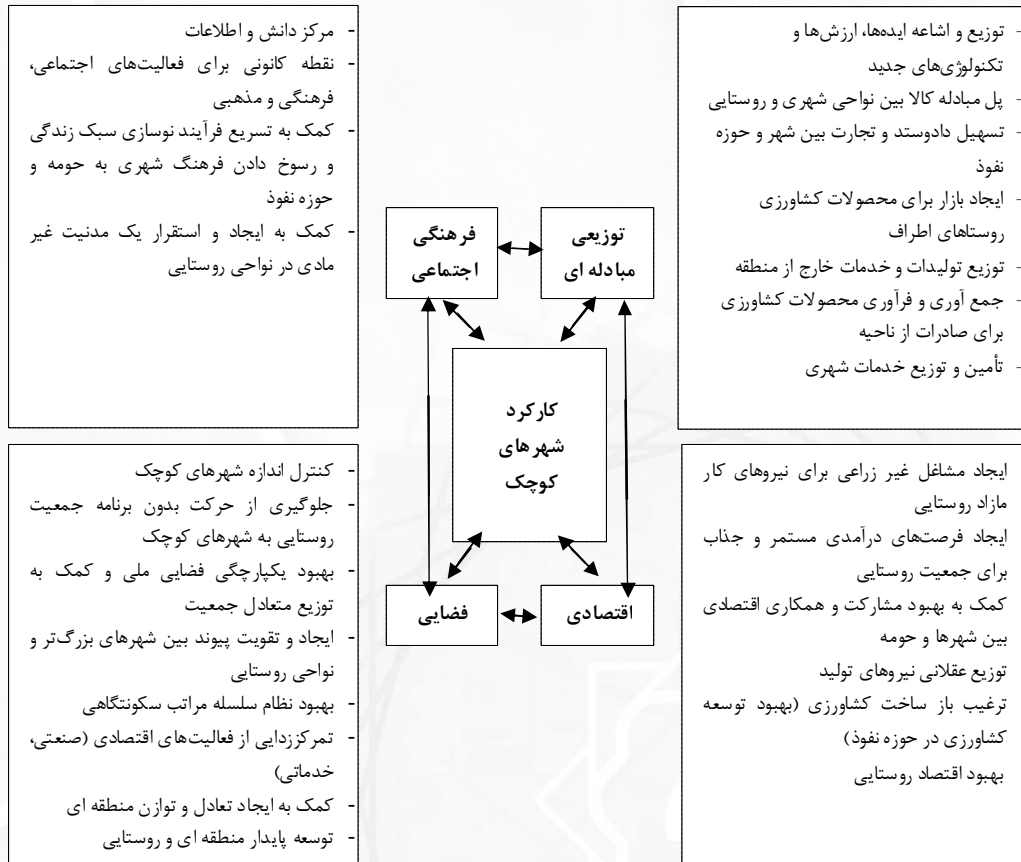 - توزیع و اشاعه ایده‌ها، ارزش‌ها و
تکنولوژی‌های جدید
- پل مبادله کالا بین نواحی شهری و روستایی
- تسهیل دادوستد و تجارت بین شهر و حوزه
نفوذ
- ایجاد بازار برای محصولات کشاورزی
روستاهای اطراف
- توزیع تولیدات و خدمات خارج از منطقه
- جمع آوری و فرآوری محصولات کشاورزی
برای صادرات از ناحیه
- تأمین و توزیع خدمات شهری
- مرکز دانش و اطلاعات
- نقطه کانونی برای فعالیت‌های اجتماعی،
فرهنگی و مذهبی
- کمک به تسریع فرآیند نوسازی سبک زندگی
و رسوخ دادن فرهنگ شهری به حومه و
حوزه نفوذ
- کمک به ایجاد و استقرار یک مدنیت غیر
مادی در نواحی روستایی
توزیعی
مبادله ای
فرهنگی
اجتماعی
کارکرد
شهرهای
کوچک
اقتصادی
فضایی
ایجاد مشاغل غیر زراعی برای نیروهای کار
مازاد روستایی
ایجاد فرصت‌های درآمدی مستمر و جذاب
برای جمعیت روستایی
کمک به بهبود مشارکت و همکاری اقتصادی
بین شهرها و حومه
توزیع عقلانی نیروهای تولید
ترغیب باز ساخت کشاورزی (بهبود توسعه
کشاورزی در حوزه نفوذ)
بهبود اقتصاد روستایی
- کنترل اندازه شهرهای کوچک
- جلوگیری از حرکت بدون برنامه جمعیت
روستایی به شهرهای کوچک
- بهبود یکپارچگی فضایی ملی و کمک به
توزیع متعادل جمعیت
- ایجاد و تقویت پیوند بین شهرهای بزرگ‌تر و
نواحی روستایی
- بهبود نظام سلسله مراتب سکونتگاهی
- تمرکززدایی از فعالیت‌های اقتصادی (صنعتی،
خدماتی)
- کمک به ایجاد تعادل و توازن منطقه ای
- توسعه پایدار منطقه ای و روستایی